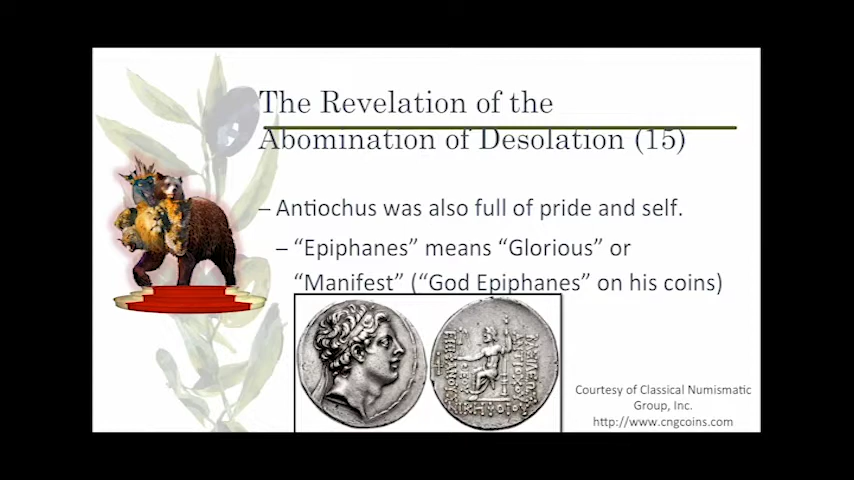 The Revelation of the
Abomination of Desolation (15)
– Antiochus was also full of pride and self.
– “Epiphanes” means “Glorious” or
“Manifest” (“God Epiphanes” on his coins)
Courtesy of Classical Numismatic
Group, Inc.
http://www.cngcoins.com